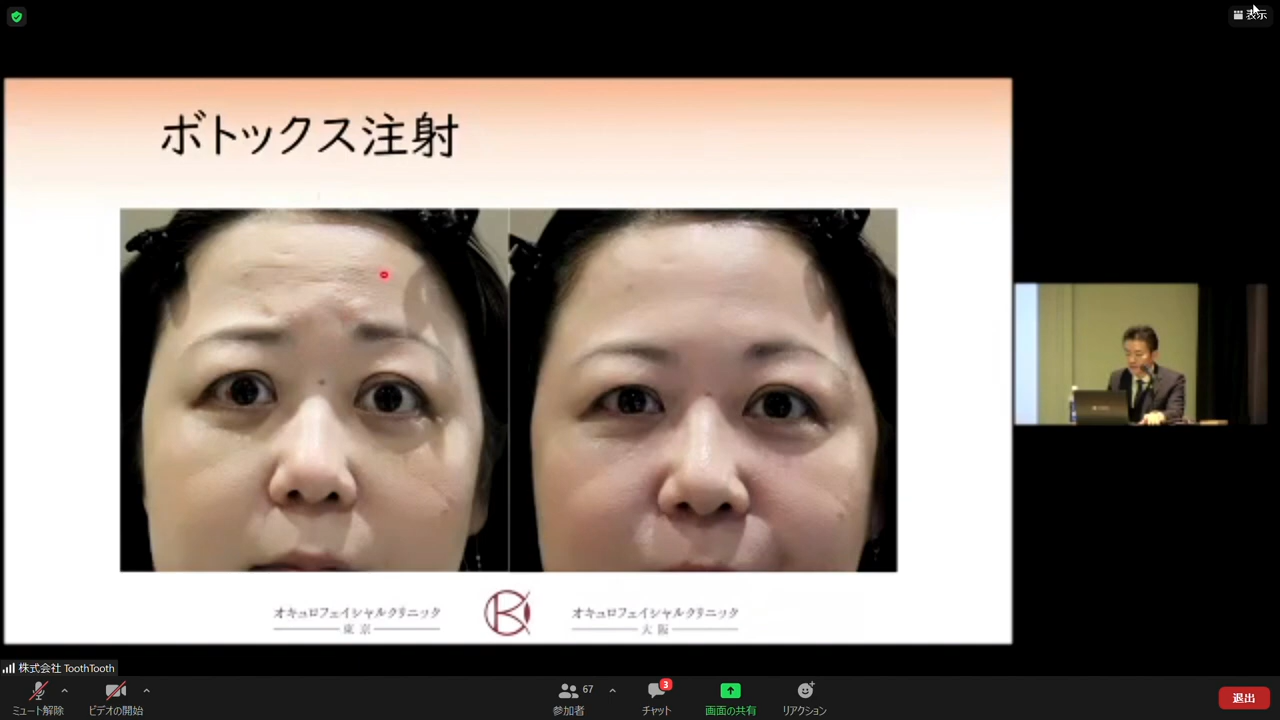 表示
ボトックス注射
オキュロフェイシャルクリニック
東京
オキュロフェイシャルクリニック
大阪
株式会社 ToothTooth
ミュート解除
ビデオの開始
67
参加者
3
チャット
画面の共有
リアクション
退出